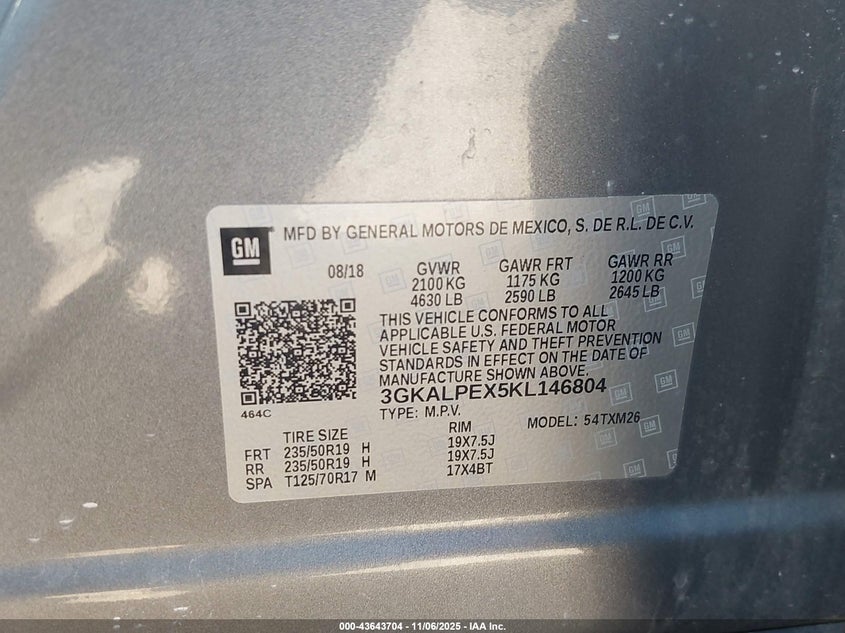 GM MFD BY GENERAL MOTORS DE MEXICO, S. DE R.L. DE C.V.
08/18 GVWR GAWR FRT GAWR RR
2100 KG 1175 KG 1200 KG
4630 LB 2590 LB 2645 LB
THIS VEHICLE CONFORMS TO ALL
APPLICABLE U.S. FEDERAL MOTOR
VEHICLE SAFETY AND THEFT PREVENTION
STANDARDS IN EFFECT ON THE DATE OF
MANUFACTURE SHOWN ABOVE.
3GKALPEX5KL146804
464C
TYPE: M.P.V. MODEL: 54TXM26
TIRE SIZE RIM
FRT 235/50R19 H 19X7.5J
RR 235/50R19 H 19X7.5J
SPA T125/70R17 M 17X4BT
000-43643704 - 11/06/2025 - IAA Inc.